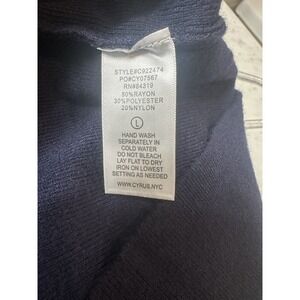 STYLE#C922474
PO#CY07567
RN#84319
50%RAYON
30%POLYESTER
20%NYLON
L
HAND WASH
SEPARATELY IN
COLD WATER
DO NOT BLEACH
LAY FLAT TO DRY
IRON ON LOWEST
SETTING AS NEEDED
WWW.CYRUS.NYC